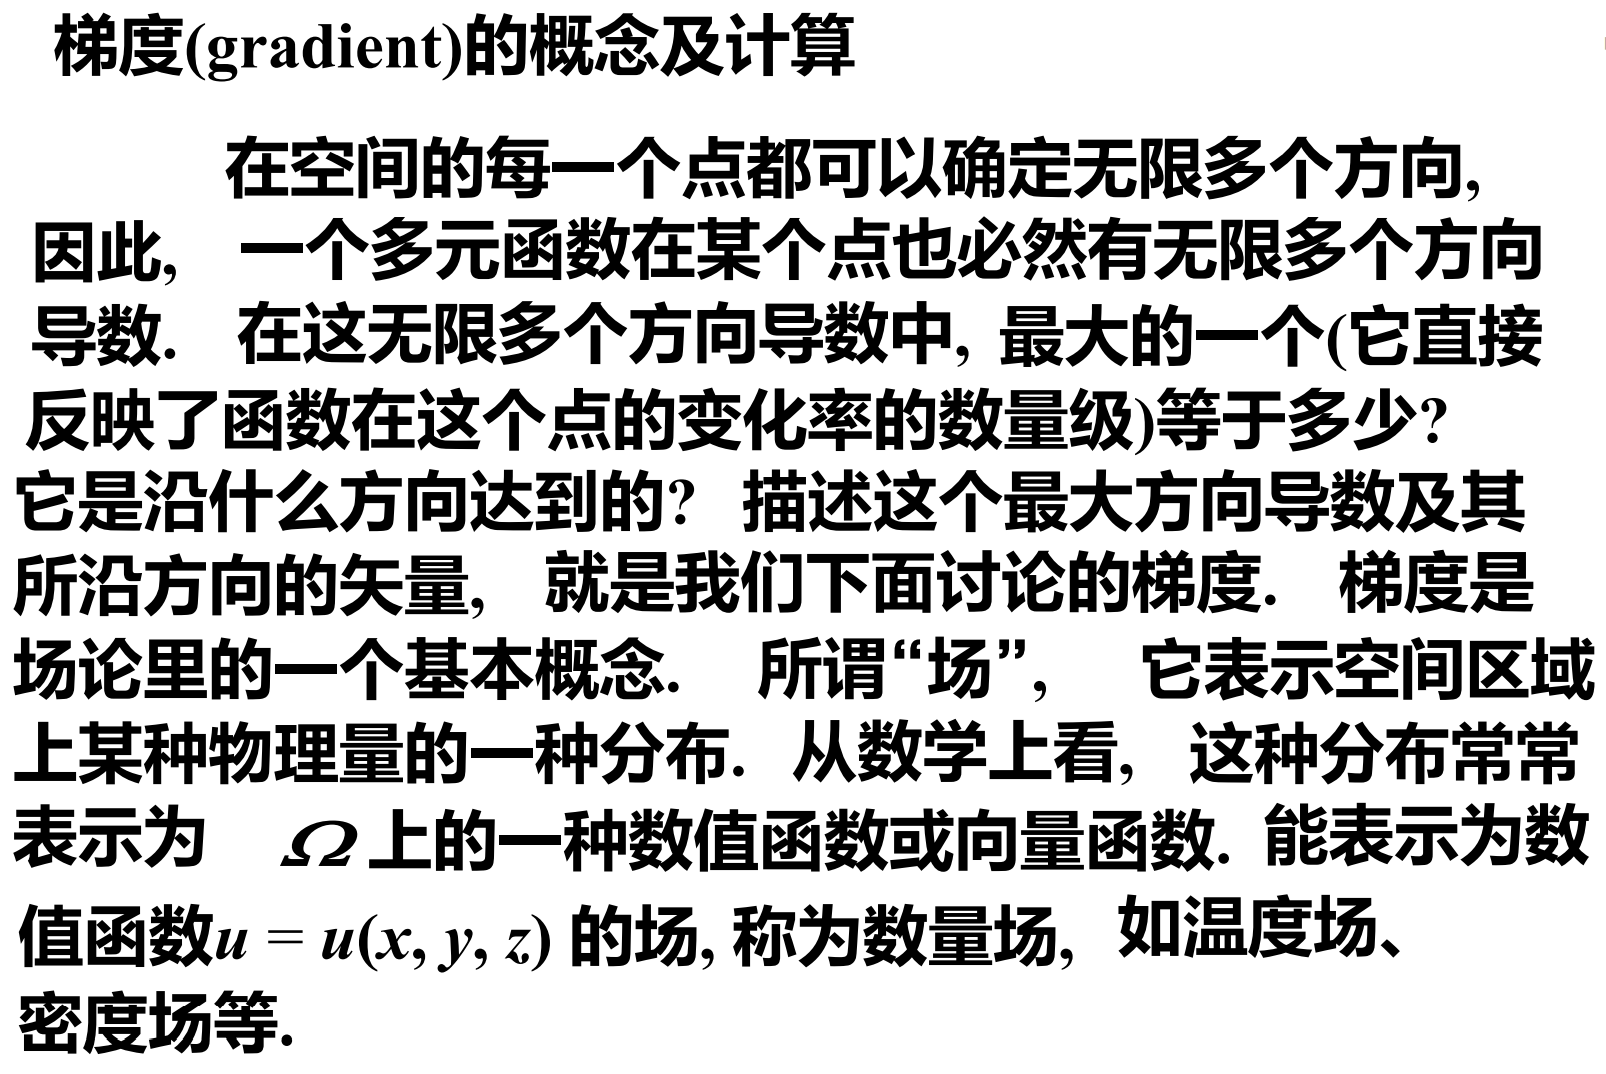 梯度(gradient)的概念及计算
在空间的每一个点都可以确定无限多个方向,
因此, 一个多元函数在某个点也必然有无限多个方向
导数. 在这无限多个方向导数中, 最大的一个(它直接
反映了函数在这个点的变化率的数量级)等于多少?
它是沿什么方向达到的? 描述这个最大方向导数及其
所沿方向的矢量, 就是我们下面讨论的梯度. 梯度是
场论里的一个基本概念. 所谓“场”, 它表示空间区域
上某种物理量的一种分布. 从数学上看, 这种分布常常
表示为 Ω 上的一种数值函数或向量函数. 能表示为数
值函数u = u(x, y, z) 的场, 称为数量场, 如温度场、
密度场等.